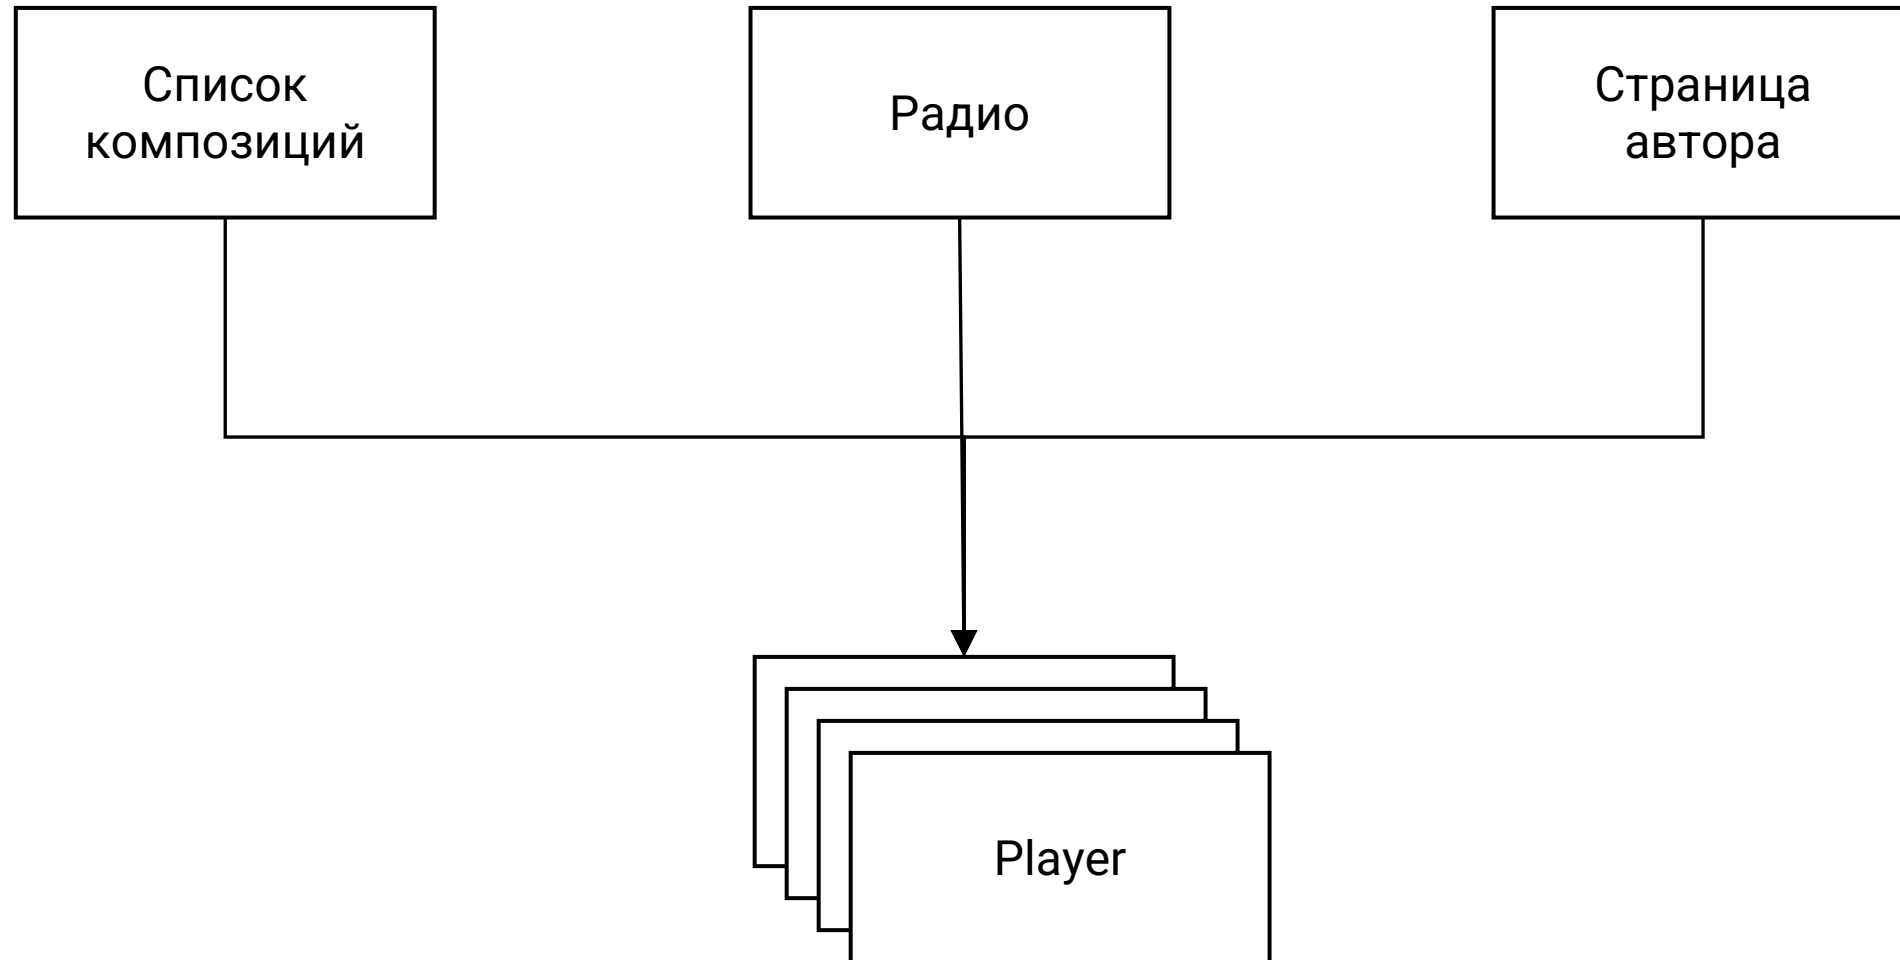 Список
композиций
Радио
Страница
автора
Player